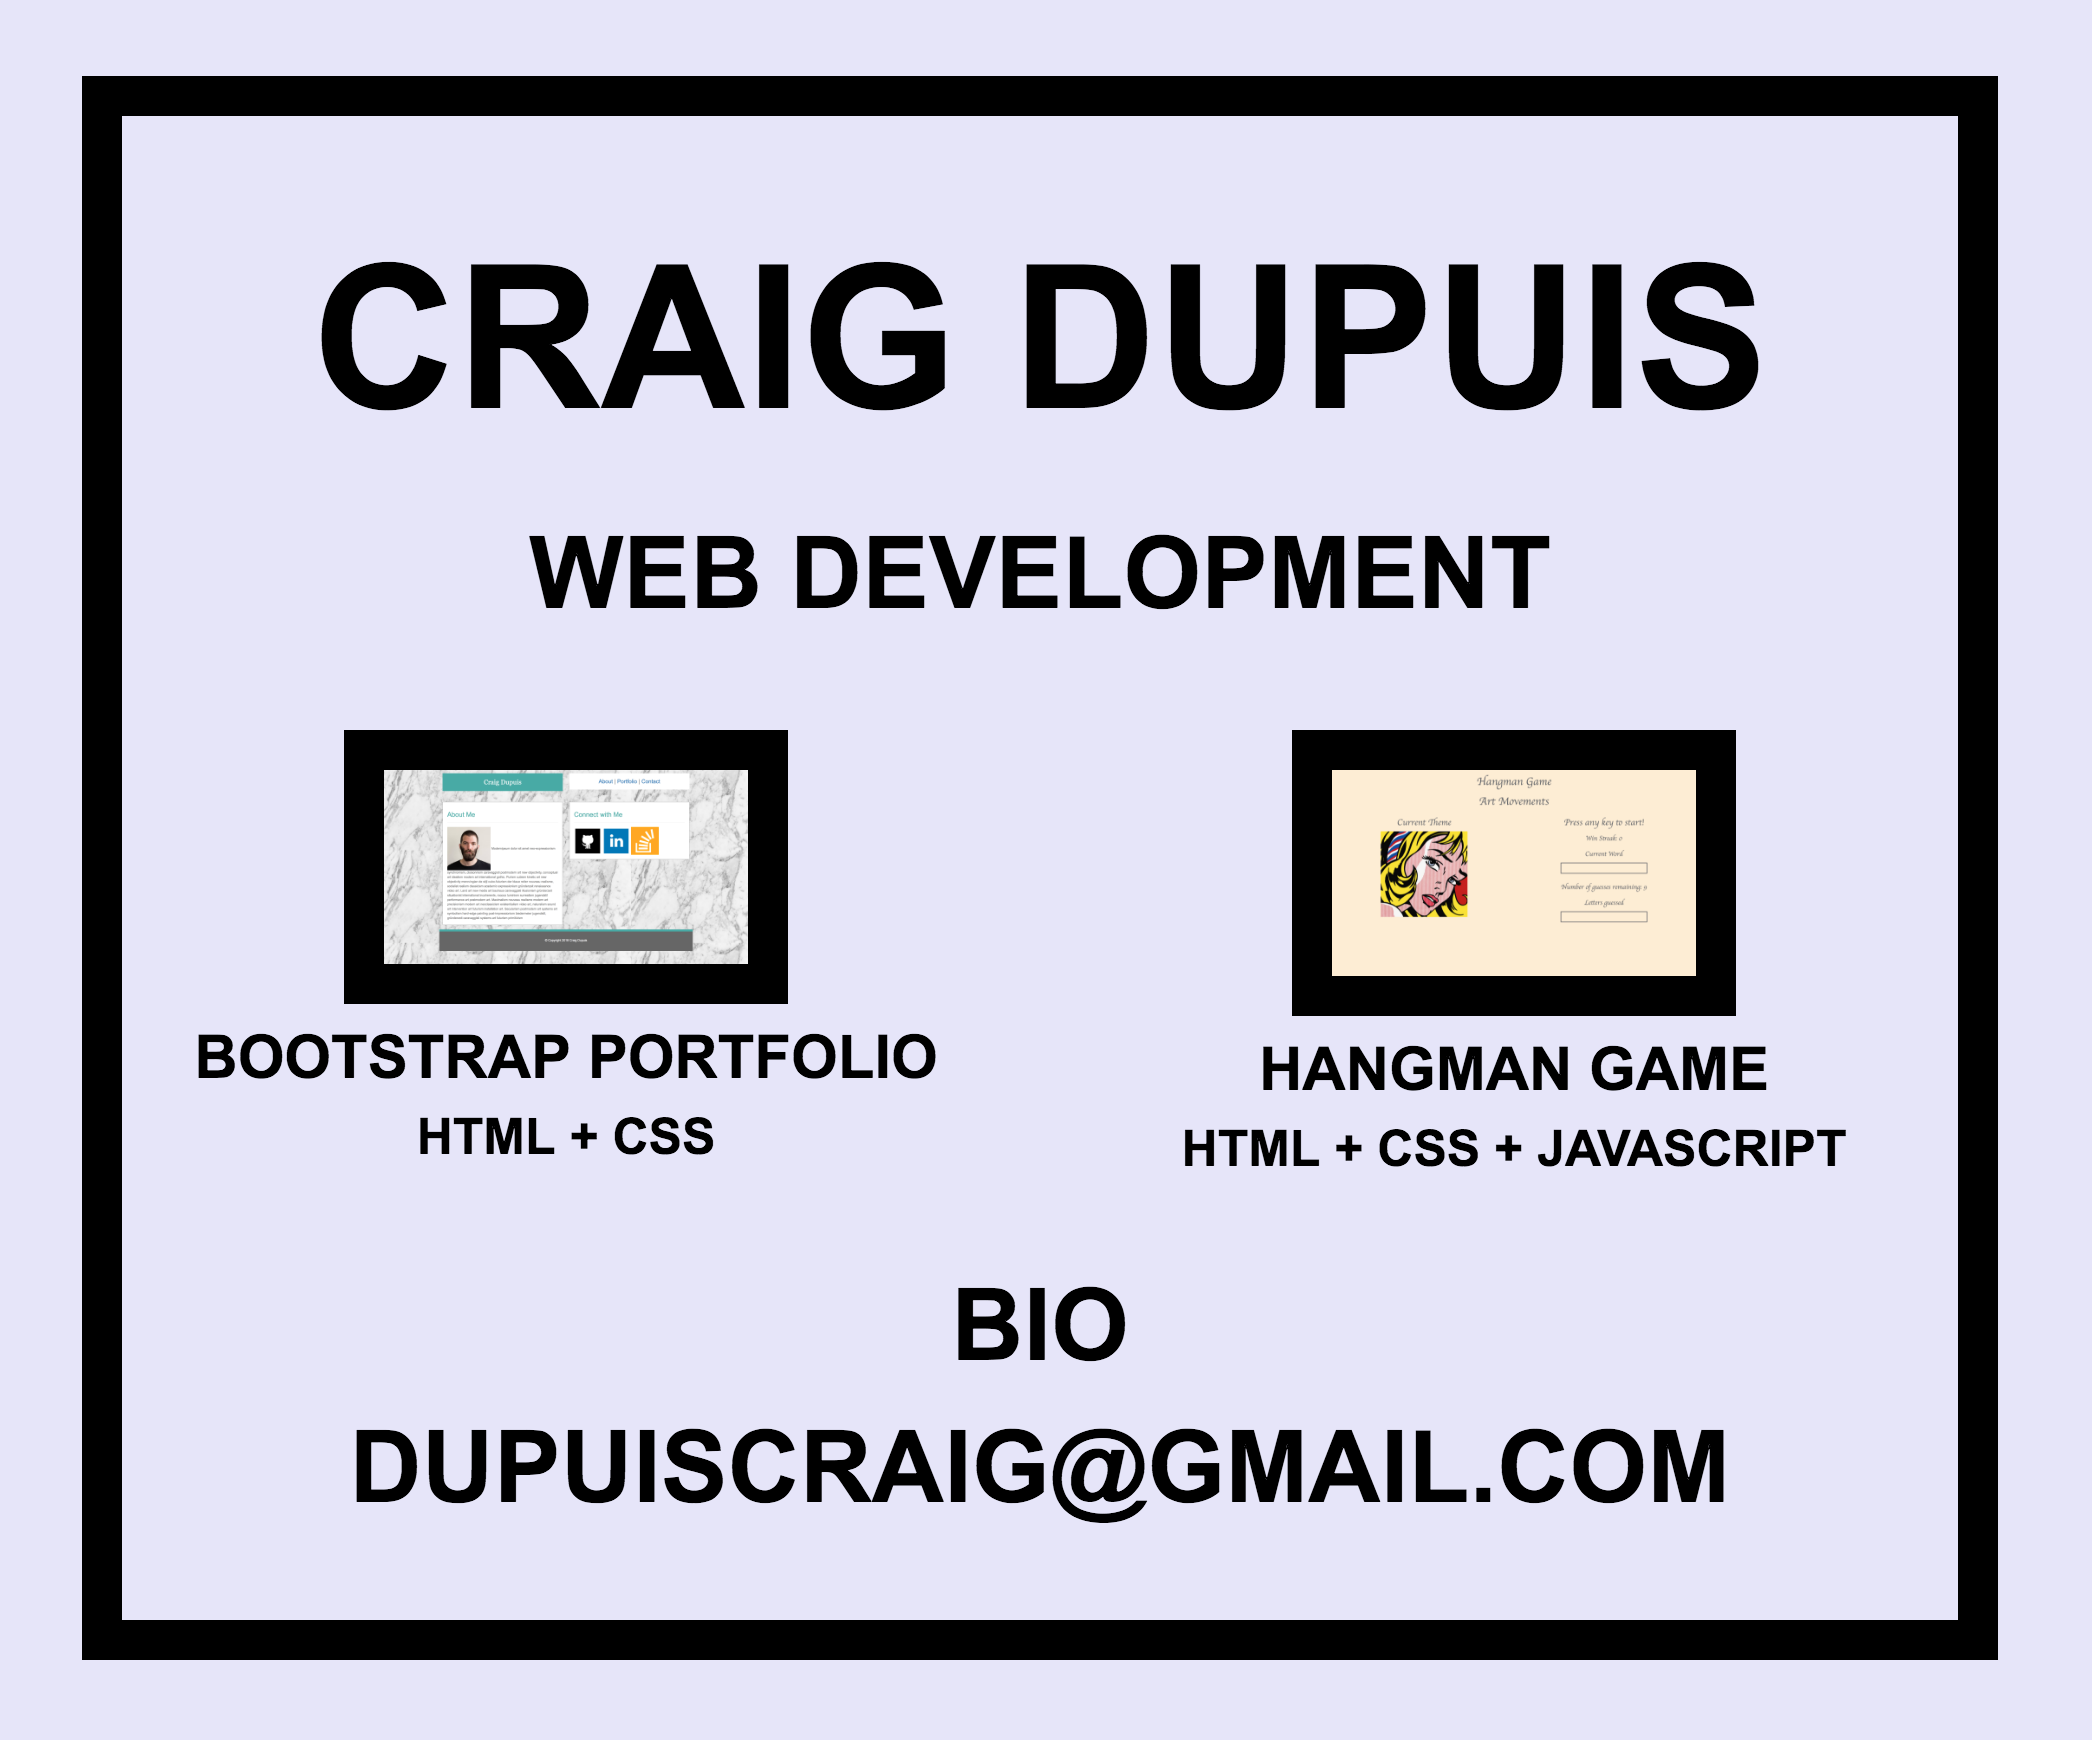 CRAIG DUPUIS
WEB DEVELOPMENT
Craig Dupuis
About | Portfolio | Contact
About Me
Connect with Me
in
© Copyright 2016 Craig Dupuis
BOOTSTRAP PORTFOLIO
HTML + CSS
Hangman Game
Art Movements
Current Theme
Press any key to start!
Win Streak: 0
Current Word
Number of guesses remaining: 9
Letters guessed
HANGMAN GAME
HTML + CSS + JAVASCRIPT
BIO
DUPUISCRAIG@GMAIL.COM